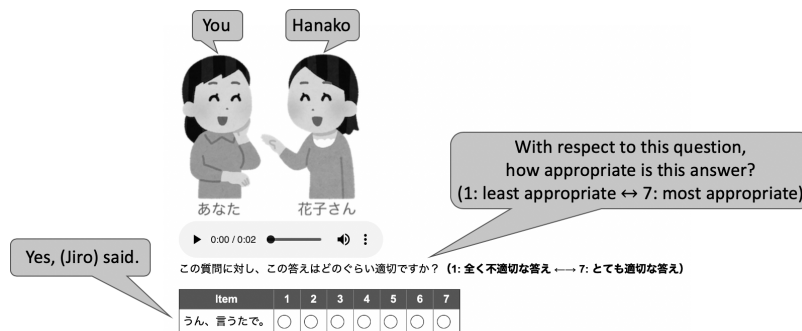 You
Hanako
あなた
花子さん
With respect to this question,
how appropriate is this answer?
(1: least appropriate ↔ 7: most appropriate)
0:00 / 0:02
Yes, (Jiro) said.
この質問に対し、この答えはどのぐらい適切ですか？（1: 全く不適切な答え ←→ 7: とても適切な答え）
Item 1 2 3 4 5 6 7
うん、言うたで。